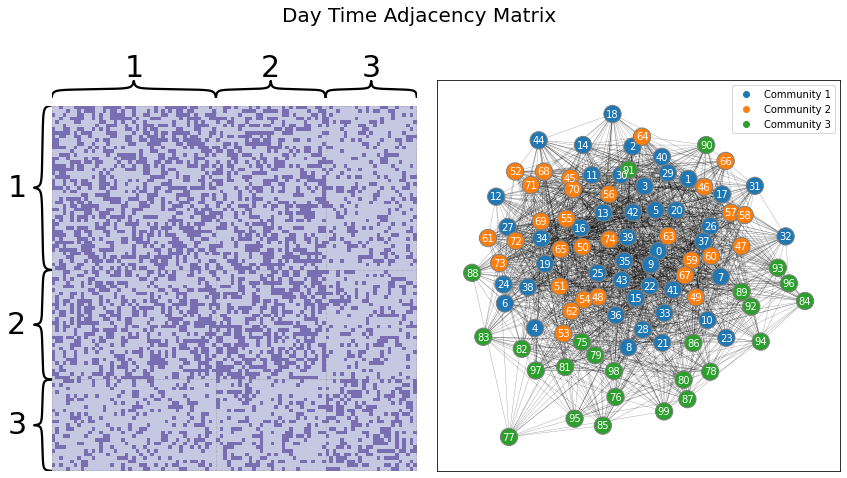 Day Time Adjacency Matrix
1 2 3
1
2
3
Community 1
Community 2
Community 3
18
64
44 14 2 90
40 66
52 68 45 11 91 29 1
71 70 3 46 31
12 56 17
13 42 5 20 57 58
27 69 55 16 26 32
61 72 34 74 39 63 37 47
65 50 0
73 19 35 9 59 60 93
88 25 67 7 96
24 38 51 43 22 41 89
6 54 48 15 49 92 84
62 36 33 10
4 53 28
83 75 8 21 86 23 94
82 79
97 81 98 78
80
76 87
95 85 99
77